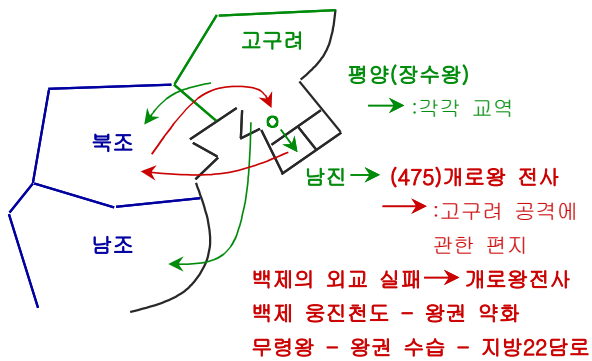 고구려
평양(장수왕)
→ :각각 교역
북조
남진 → (475)개로왕 전사
→ :고구려 공격에
관한 편지
남조
백제의 외교 실패→개로왕전사
백제 웅진천도 - 왕권 약화
무령왕 - 왕권 수습 - 지방22담로